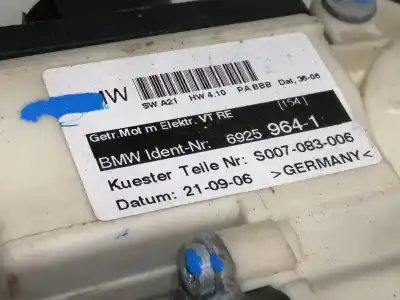 SW A21 HW 4.10 PA BBB Dat. 36-06
Getr.Mot m Elektr. VT RE [154]
BMW Ident-Nr: 6925 964-1
Kuester Teile Nr: S007-083-006
Datum: 21-09-06 >GERMANY<